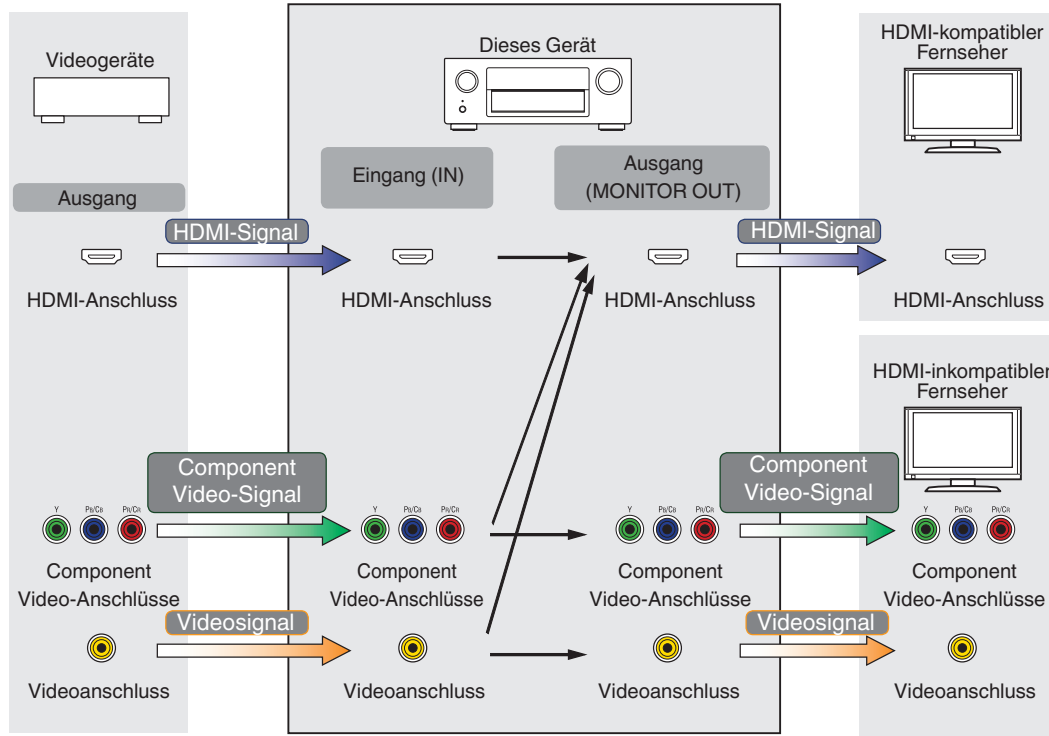 Videogeräte
Dieses Gerät
HDMI-kompatibler
Fernseher
Ausgang
Eingang (IN)
Ausgang
(MONITOR OUT)
HDMI-Signal
HDMI-Signal
HDMI-Anschluss
HDMI-Anschluss
HDMI-Anschluss
HDMI-Anschluss
HDMI-inkompatibler
Fernseher
Component
Video-Signal
Component
Video-Signal
Y PB/CB PR/CR
Y PB/CB PR/CR
Y PB/CB PR/CR
Y PB/CB PR/CR
Component
Video-Anschlüsse
Component
Video-Anschlüsse
Component
Video-Anschlüsse
Component
Video-Anschlüsse
Videosignal
Videosignal
Videoanschluss
Videoanschluss
Videoanschluss
Videoanschluss